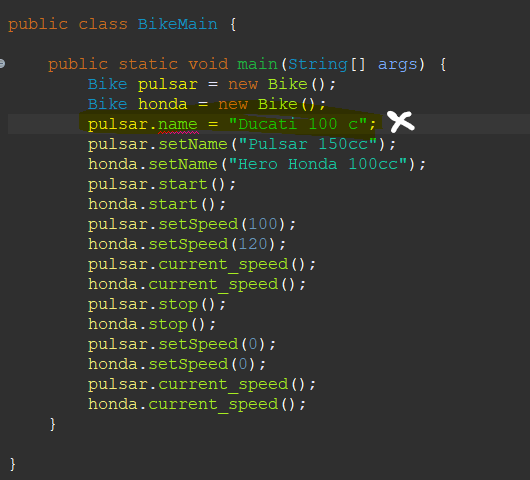 public class BikeMain {
public static void main(String[] args) {
Bike pulsar = new Bike();
Bike honda = new Bike();
pulsar.name = "Ducati 100 c";
pulsar.setName("Pulsar 150cc");
honda.setName("Hero Honda 100cc");
pulsar.start();
honda.start();
pulsar.setSpeed(100);
honda.setSpeed(120);
pulsar.current_speed();
honda.current_speed();
pulsar.stop();
honda.stop();
pulsar.setSpeed(0);
honda.setSpeed(0);
pulsar.current_speed();
honda.current_speed();
}
}